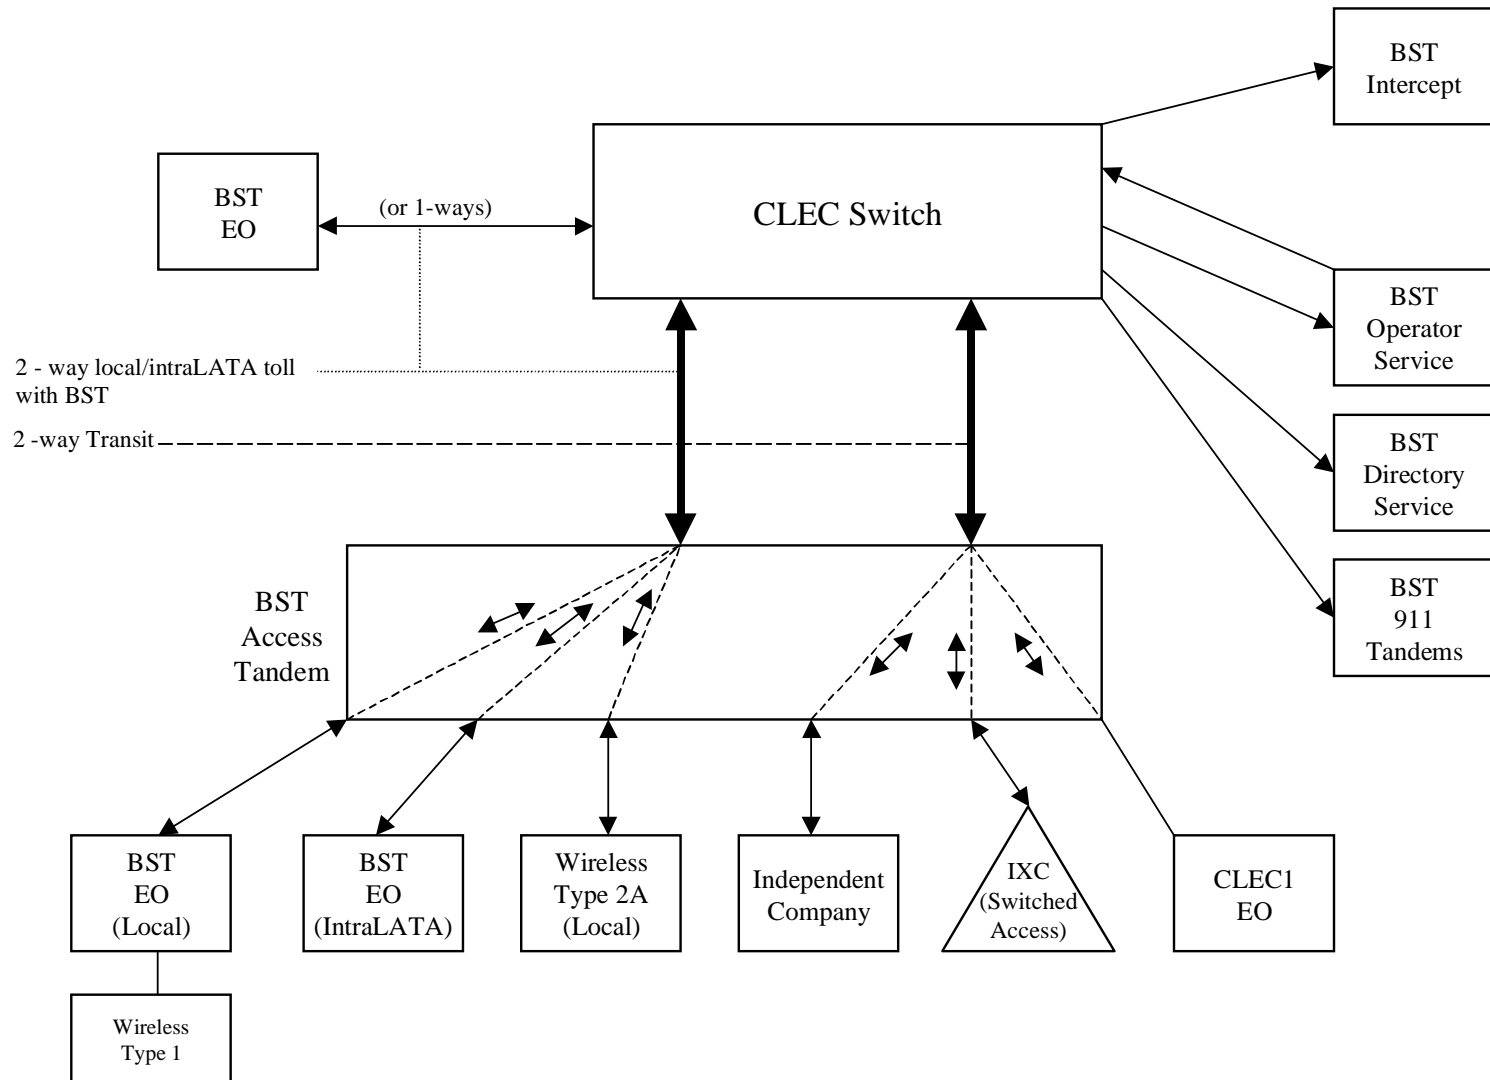 BST
Intercept
CLEC Switch
BST
EO
(or 1-ways)
BST
Operator
Service
2 - way local/intraLATA toll
with BST
2 -way Transit
BST
Directory
Service
BST
911
Tandems
BST
Access
Tandem
BST
EO
(Local)
BST
EO
(IntraLATA)
Wireless
Type 2A
(Local)
Independent
Company
IXC
(Switched
Access)
CLEC1
EO
Wireless
Type 1